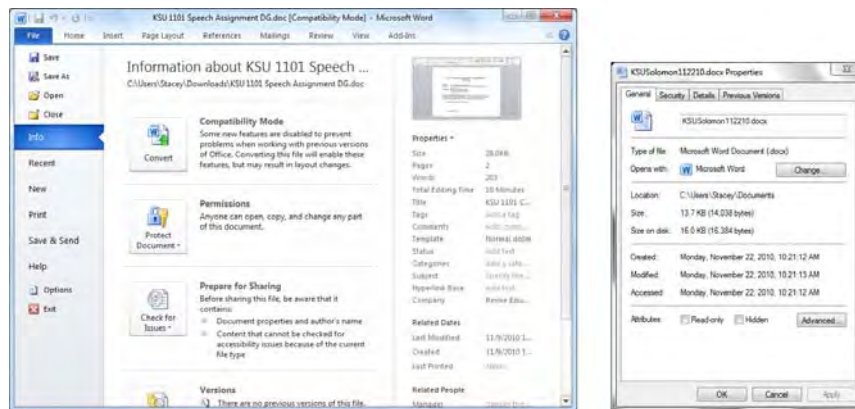 KSU 1101 Speech Assignment DG.doc [Compatibility Mode] - Microsoft Word
File Home Insert Page Layout References Mailings Review View Add-Ins
Save
Save As
Open
Close
Info
Recent
New
Print
Save & Send
Help
Options
Exit
Information about KSU 1101 Speech ...
C:\Users\Stacey\Downloads\KSU 1101 Speech Assignment DG.doc
Convert
Compatibility Mode
Some new features are disabled to prevent
problems when working with previous versions
of Office. Converting this file will enable these
features, but may result in layout changes.
Protect
Document
Permissions
Anyone can open, copy, and change any part
of this document.
Check for
Issues
Prepare for Sharing
Before sharing this file, be aware that it
contains:
Document properties and author's name
Content that cannot be checked for
accessibility issues because of the current
file type
Versions
There are no previous versions of this file.
Properties
Size 28.0KB
Pages 2
Words 203
Total Editing Time 10 Minutes
Title KSU 1101 C...
Tags Add a tag
Comments
Template Normal.dotm
Status Add text
Categories
Subject
Hyperlink Base Add text
Company
Related Dates
Last Modified 11/9/2010 1...
Created 11/9/2010 1...
Last Printed Never
Related People
Manager
KSUSolomon112210.docx Properties
General Security Details Previous Versions
KSUSolomon112210.docx
Type of file: Microsoft Word Document (.docx)
Opens with: Microsoft Word Change...
Location: C:\Users\Stacey\Documents
Size: 13.7 KB (14,038 bytes)
Size on disk: 16.0 KB (16,384 bytes)
Created: Monday, November 22, 2010, 10:21:12 AM
Modified: Monday, November 22, 2010, 10:21:13 AM
Accessed: Monday, November 22, 2010, 10:21:12 AM
Attributes: Read-only Hidden Advanced...
OK Cancel Apply